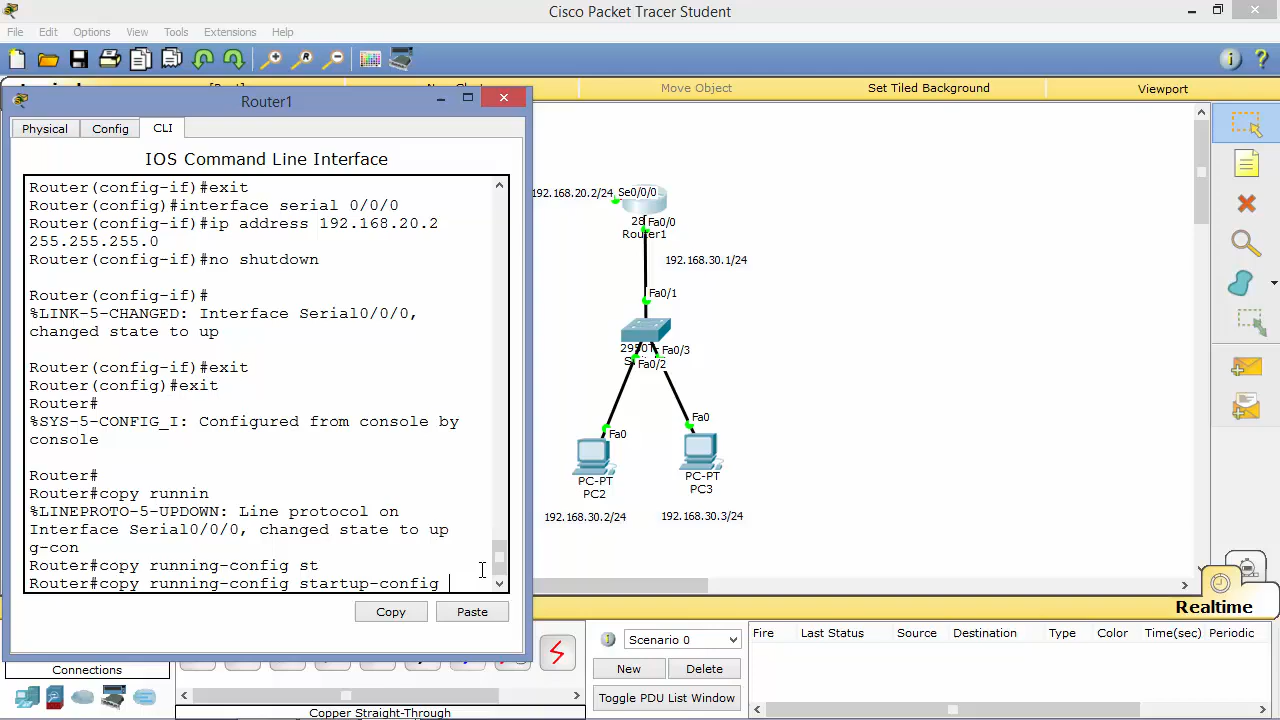 Cisco Packet Tracer Student
File Edit Options View Tools Extensions Help
Move Object Set Tiled Background Viewport
Router1
Physical Config CLI
IOS Command Line Interface
Router(config-if)#exit
Router(config)#interface serial 0/0/0
Router(config-if)#ip address 192.168.20.2
255.255.255.0
Router(config-if)#no shutdown
Router(config-if)#
%LINK-5-CHANGED: Interface Serial0/0/0,
changed state to up
Router(config-if)#exit
Router(config)#exit
Router#
%SYS-5-CONFIG_I: Configured from console by
console
Router#
Router#copy runnin
%LINEPROTO-5-UPDOWN: Line protocol on
Interface Serial0/0/0, changed state to up
g-con
Router#copy running-config st
Router#copy running-config startup-config
Copy Paste
192.168.20.2/24 Se0/0/0
28 Fa0/0
Router1
192.168.30.1/24
Fa0/1
2950T
Fa0/3
Fa0/2
Fa0
Fa0
PC-PT
PC2
PC-PT
PC3
192.168.30.2/24
192.168.30.3/24
Realtime
Connections
Copper Straight-Through
Scenario 0
New Delete
Toggle PDU List Window
Fire Last Status Source Destination Type Color Time(sec) Periodic